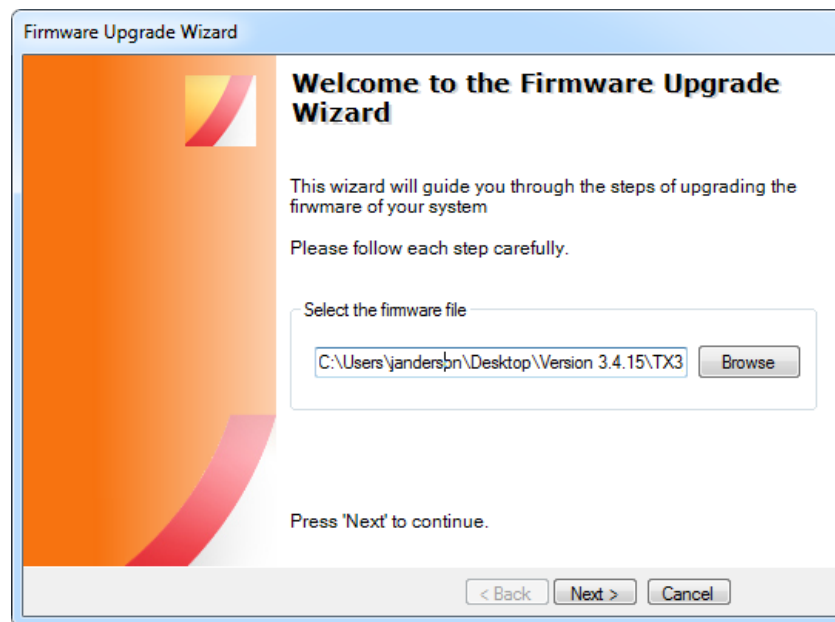 Firmware Upgrade Wizard
Welcome to the Firmware Upgrade
Wizard
This wizard will guide you through the steps of upgrading the
firwmare of your system
Please follow each step carefully.
Select the firmware file
C:\Users\janderson\Desktop\Version 3.4.15\TX3
Browse
Press 'Next' to continue.
< Back Next > Cancel